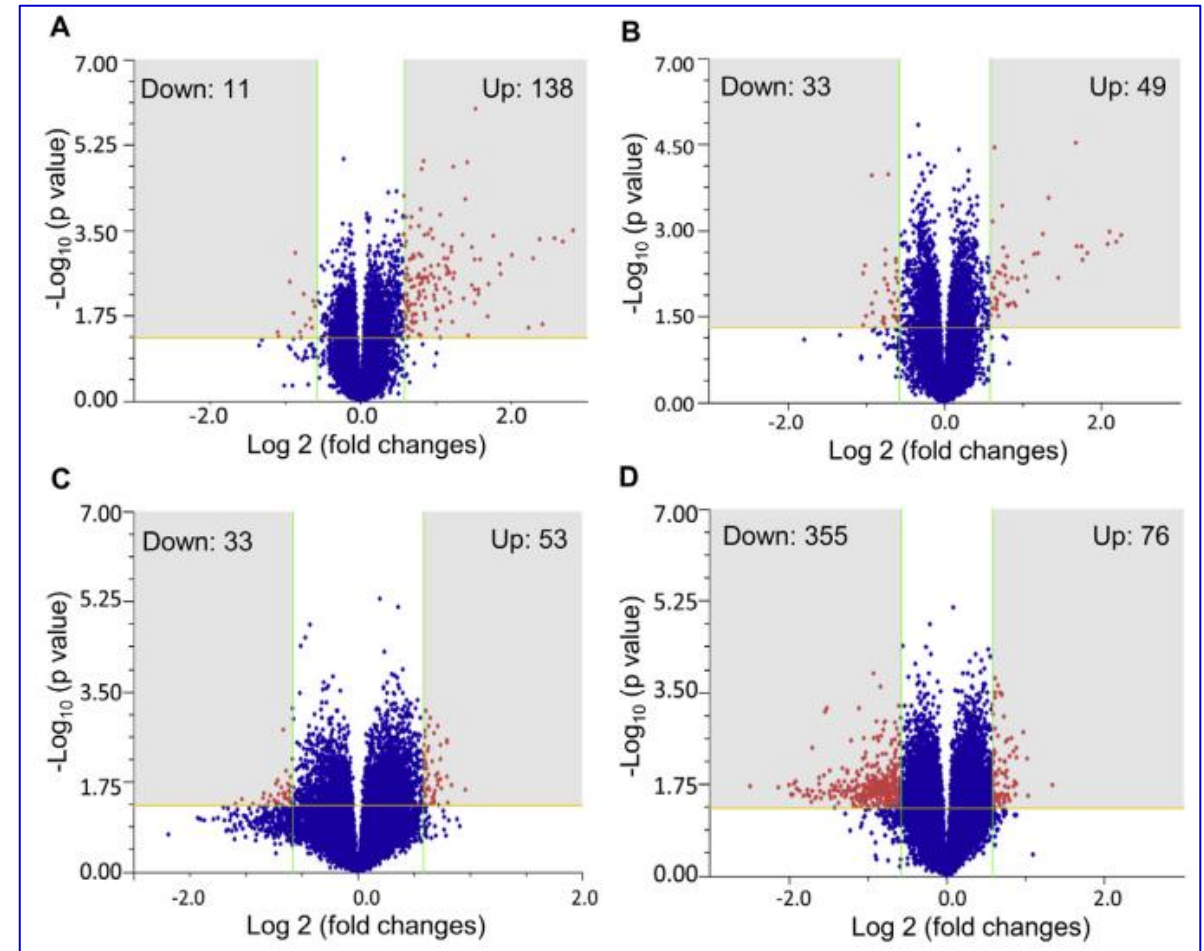 A
7.00
Down: 11
Up: 138
5.25
3.50
1.75
0.00
-Log10 (p value)
-2.0
0.0
2.0
Log 2 (fold changes)
B
7.00
Down: 33
Up: 49
4.50
3.00
1.50
0.00
-Log10 (p value)
-2.0
0.0
2.0
Log 2 (fold changes)
C
7.00
Down: 33
Up: 53
5.25
3.50
1.75
0.00
-Log10 (p value)
-2.0
0.0
2.0
Log 2 (fold changes)
D
7.00
Down: 355
Up: 76
5.25
3.50
1.75
0.00
-Log10 (p value)
-2.0
0.0
2.0
Log 2 (fold changes)